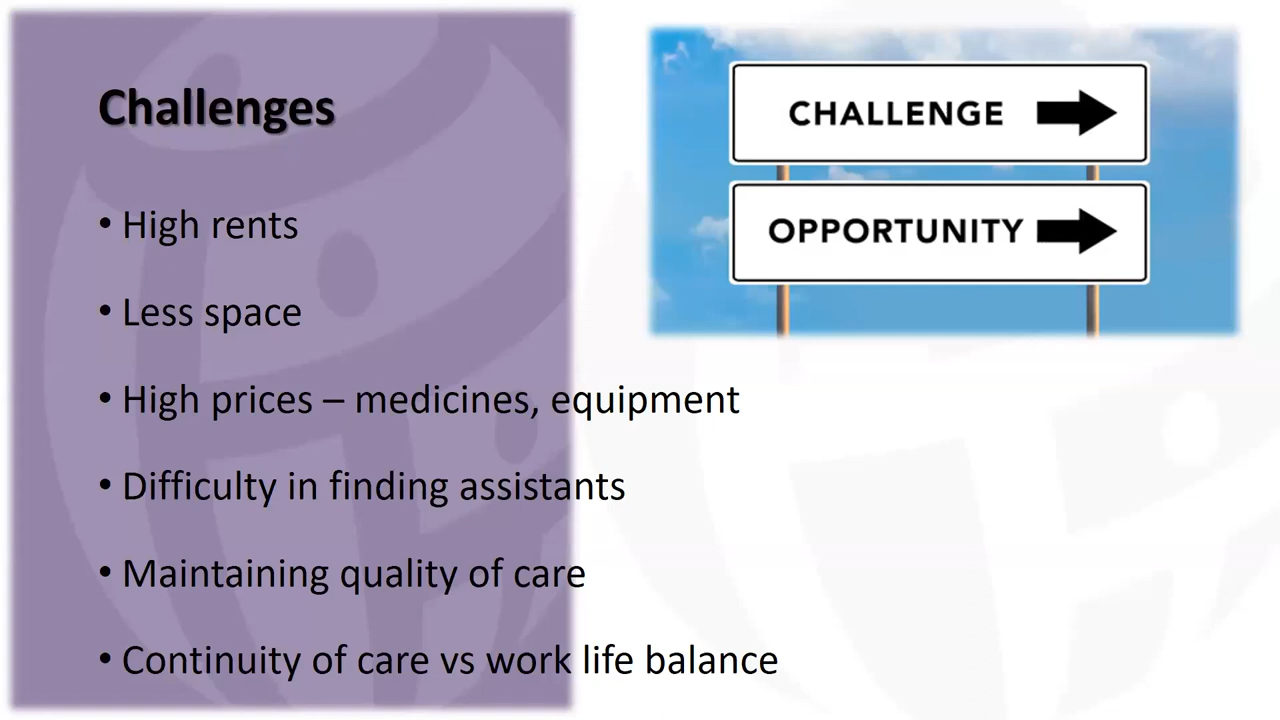 Challenges
• High rents
• Less space
• High prices – medicines, equipment
• Difficulty in finding assistants
• Maintaining quality of care
• Continuity of care vs work life balance
CHALLENGE
OPPORTUNITY